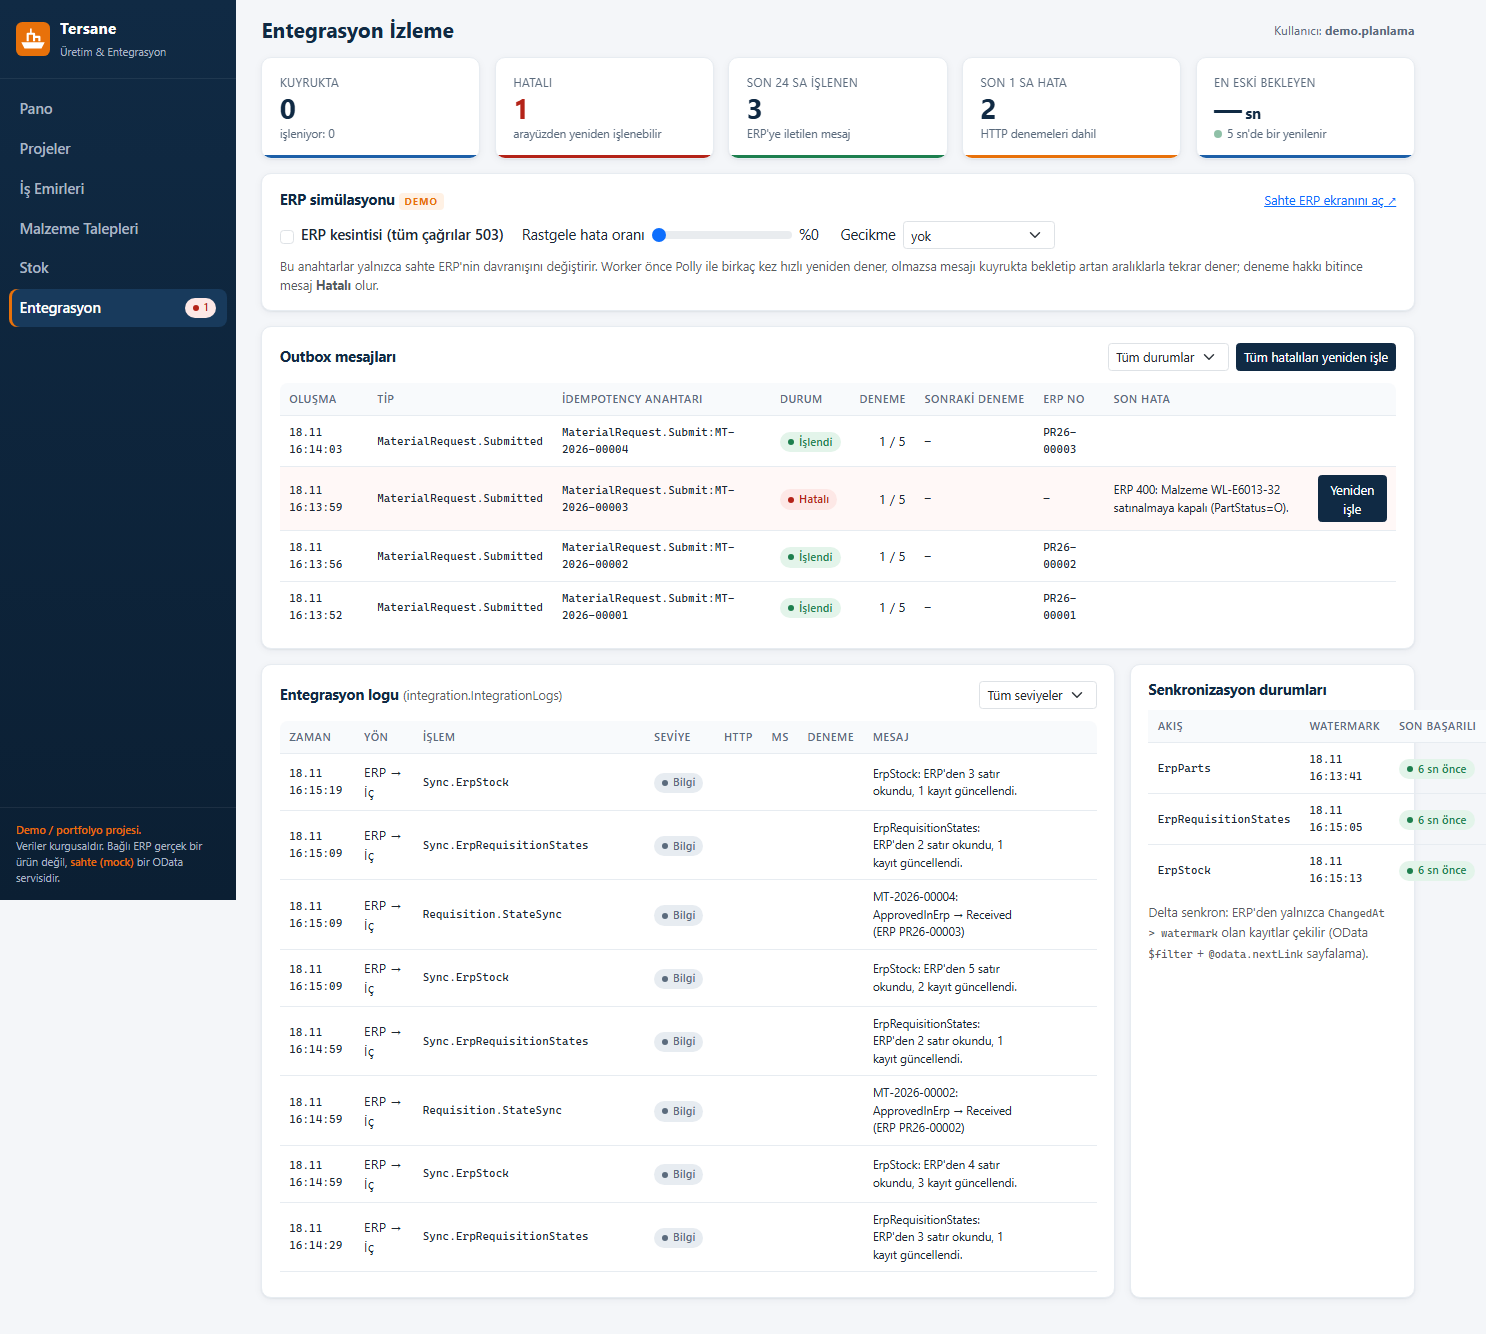 Tersane
Üretim & Entegrasyon
Pano
Projeler
İş Emirleri
Malzeme Talepleri
Stok
Entegrasyon
1
Demo / portfolyo projesi.
Veriler kurgusaldır. Bağlı ERP gerçek bir
ürün değil, sahte (mock) bir OData
servisidir.
Entegrasyon İzleme
Kullanıcı: demo.planlama
KUYRUKTA
0
işleniyor: 0
HATALI
1
arayüzden yeniden işlenebilir
SON 24 SA İŞLENEN
3
ERP'ye iletilen mesaj
SON 1 SA HATA
2
HTTP denemeleri dahil
EN ESKİ BEKLEYEN
— sn
5 sn'de bir yenilenir
ERP simülasyonu DEMO
Sahte ERP ekranını aç ↗
ERP kesintisi (tüm çağrılar 503) Rastgele hata oranı %0 Gecikme yok
Bu anahtarlar yalnızca sahte ERP'nin davranışını değiştirir. Worker önce Polly ile birkaç kez hızlı yeniden dener, olmazsa mesajı kuyrukta bekletip artan aralıklarla tekrar dener; deneme hakkı bitince
mesaj Hatalı olur.
Outbox mesajları
Tüm durumlar
Tüm hatalıları yeniden işle
OLUŞMA TİP İDEMPOTENCY ANAHTARI DURUM DENEME SONRAKİ DENEME ERP NO SON HATA
18.11
16:14:03
MaterialRequest.Submitted
MaterialRequest.Submit:MT-
2026-00004
İşlendi
1 / 5
–
PR26-
00003
18.11
16:13:59
MaterialRequest.Submitted
MaterialRequest.Submit:MT-
2026-00003
Hatalı
1 / 5
–
–
ERP 400: Malzeme WL-E6013-32
satınalmaya kapalı (PartStatus=O).
Yeniden
işle
18.11
16:13:56
MaterialRequest.Submitted
MaterialRequest.Submit:MT-
2026-00002
İşlendi
1 / 5
–
PR26-
00002
18.11
16:13:52
MaterialRequest.Submitted
MaterialRequest.Submit:MT-
2026-00001
İşlendi
1 / 5
–
PR26-
00001
Entegrasyon logu (integration.IntegrationLogs)
Tüm seviyeler
ZAMAN YÖN İŞLEM SEVİYE HTTP MS DENEME MESAJ
18.11
16:15:19
ERP →
İç
Sync.ErpStock
Bilgi
ErpStock: ERP'den 3 satır
okundu, 1 kayıt güncellendi.
18.11
16:15:09
ERP →
İç
Sync.ErpRequisitionStates
Bilgi
ErpRequisitionStates:
ERP'den 2 satır okundu, 1
kayıt güncellendi.
18.11
16:15:09
ERP →
İç
Requisition.StateSync
Bilgi
MT-2026-00004:
ApprovedInErp → Received
(ERP PR26-00003)
18.11
16:15:09
ERP →
İç
Sync.ErpStock
Bilgi
ErpStock: ERP'den 5 satır
okundu, 2 kayıt güncellendi.
18.11
16:14:59
ERP →
İç
Sync.ErpRequisitionStates
Bilgi
ErpRequisitionStates:
ERP'den 2 satır okundu, 1
kayıt güncellendi.
18.11
16:14:59
ERP →
İç
Requisition.StateSync
Bilgi
MT-2026-00002:
ApprovedInErp → Received
(ERP PR26-00002)
18.11
16:14:59
ERP →
İç
Sync.ErpStock
Bilgi
ErpStock: ERP'den 4 satır
okundu, 3 kayıt güncellendi.
18.11
16:14:29
ERP →
İç
Sync.ErpRequisitionStates
Bilgi
ErpRequisitionStates:
ERP'den 3 satır okundu, 1
kayıt güncellendi.
Senkronizasyon durumları
AKIŞ WATERMARK SON BAŞARILI
ErpParts
18.11
16:13:41
6 sn önce
ErpRequisitionStates
18.11
16:15:05
6 sn önce
ErpStock
18.11
16:15:13
6 sn önce
Delta senkron: ERP'den yalnızca ChangedAt
> watermark olan kayıtlar çekilir (OData
$filter + @odata.nextLink sayfalama).